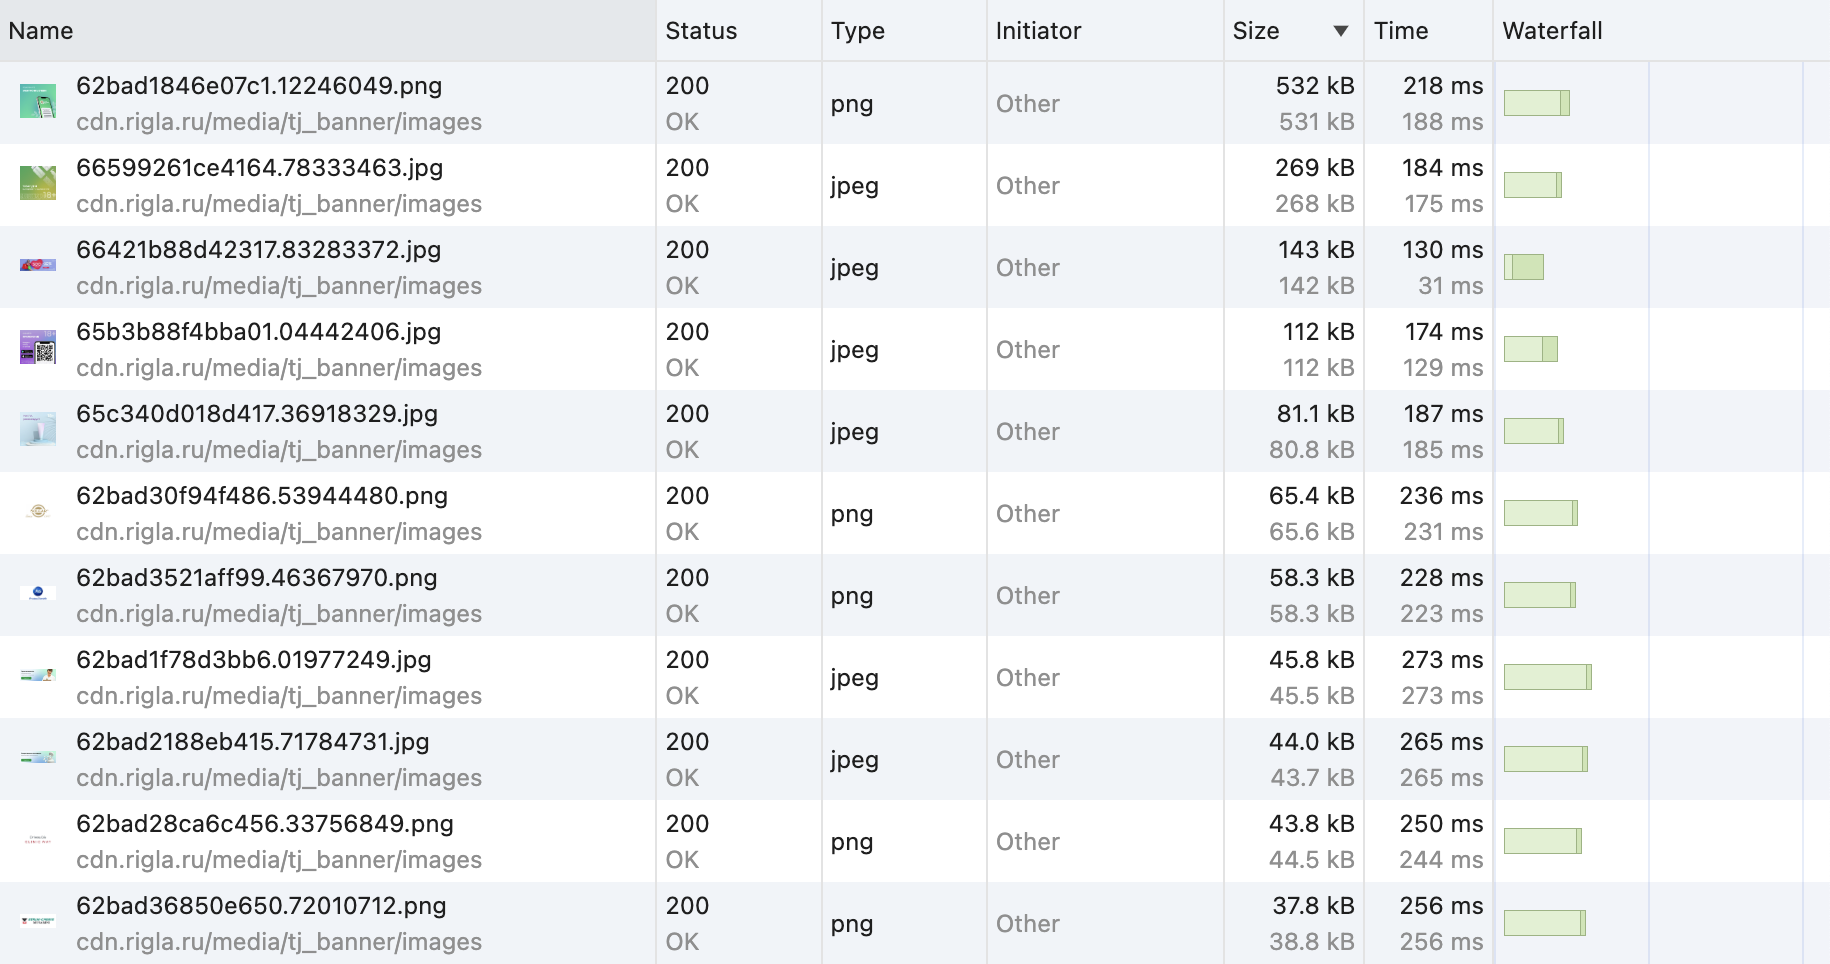 Name Status Type Initiator Size ▼ Time Waterfall
62bad1846e07c1.12246049.png 200 png Other 532 kB 218 ms
cdn.rigla.ru/media/tj_banner/images OK 531 kB 188 ms
66599261ce4164.78333463.jpg 200 jpeg Other 269 kB 184 ms
cdn.rigla.ru/media/tj_banner/images OK 268 kB 175 ms
66421b88d42317.83283372.jpg 200 jpeg Other 143 kB 130 ms
cdn.rigla.ru/media/tj_banner/images OK 142 kB 31 ms
65b3b88f4bba01.04442406.jpg 200 jpeg Other 112 kB 174 ms
cdn.rigla.ru/media/tj_banner/images OK 112 kB 129 ms
65c340d018d417.36918329.jpg 200 jpeg Other 81.1 kB 187 ms
cdn.rigla.ru/media/tj_banner/images OK 80.8 kB 185 ms
62bad30f94f486.53944480.png 200 png Other 65.4 kB 236 ms
cdn.rigla.ru/media/tj_banner/images OK 65.6 kB 231 ms
62bad3521aff99.46367970.png 200 png Other 58.3 kB 228 ms
cdn.rigla.ru/media/tj_banner/images OK 58.3 kB 223 ms
62bad1f78d3bb6.01977249.jpg 200 jpeg Other 45.8 kB 273 ms
cdn.rigla.ru/media/tj_banner/images OK 45.5 kB 273 ms
62bad2188eb415.71784731.jpg 200 jpeg Other 44.0 kB 265 ms
cdn.rigla.ru/media/tj_banner/images OK 43.7 kB 265 ms
62bad28ca6c456.33756849.png 200 png Other 43.8 kB 250 ms
cdn.rigla.ru/media/tj_banner/images OK 44.5 kB 244 ms
62bad36850e650.72010712.png 200 png Other 37.8 kB 256 ms
cdn.rigla.ru/media/tj_banner/images OK 38.8 kB 256 ms